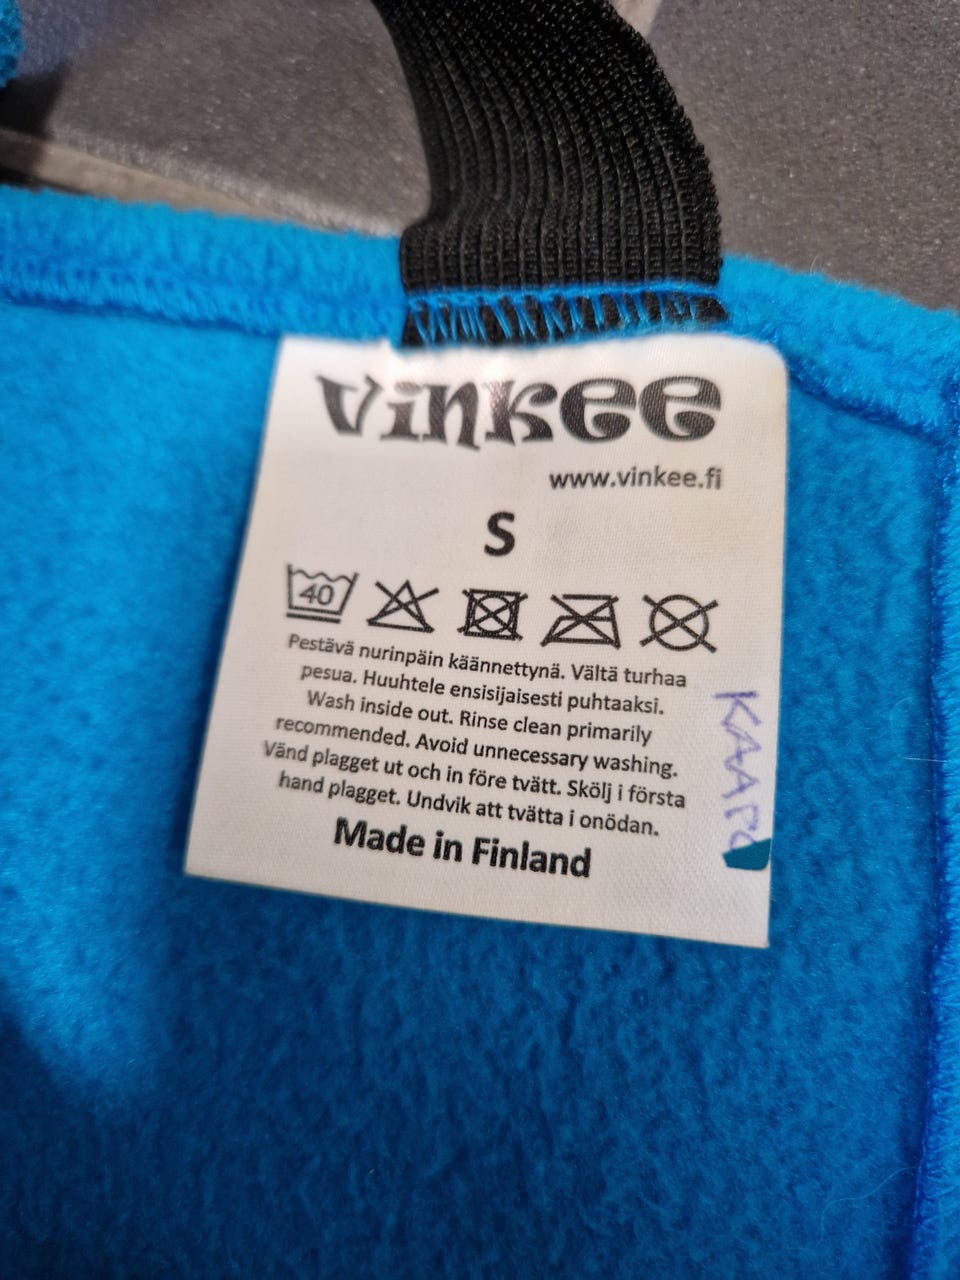 Vinkee
www.vinkee.fi
S
40
Pestävä nurinpäin käännettynä. Vältä turhaa
pesua. Huuhtele ensisijaisesti puhtaaksi.
Wash inside out. Rinse clean primarily
recommended. Avoid unnecessary washing.
Vänd plagget ut och in före tvätt. Skölj i första
hand plagget. Undvik att tvätta i onödan.
Made in Finland